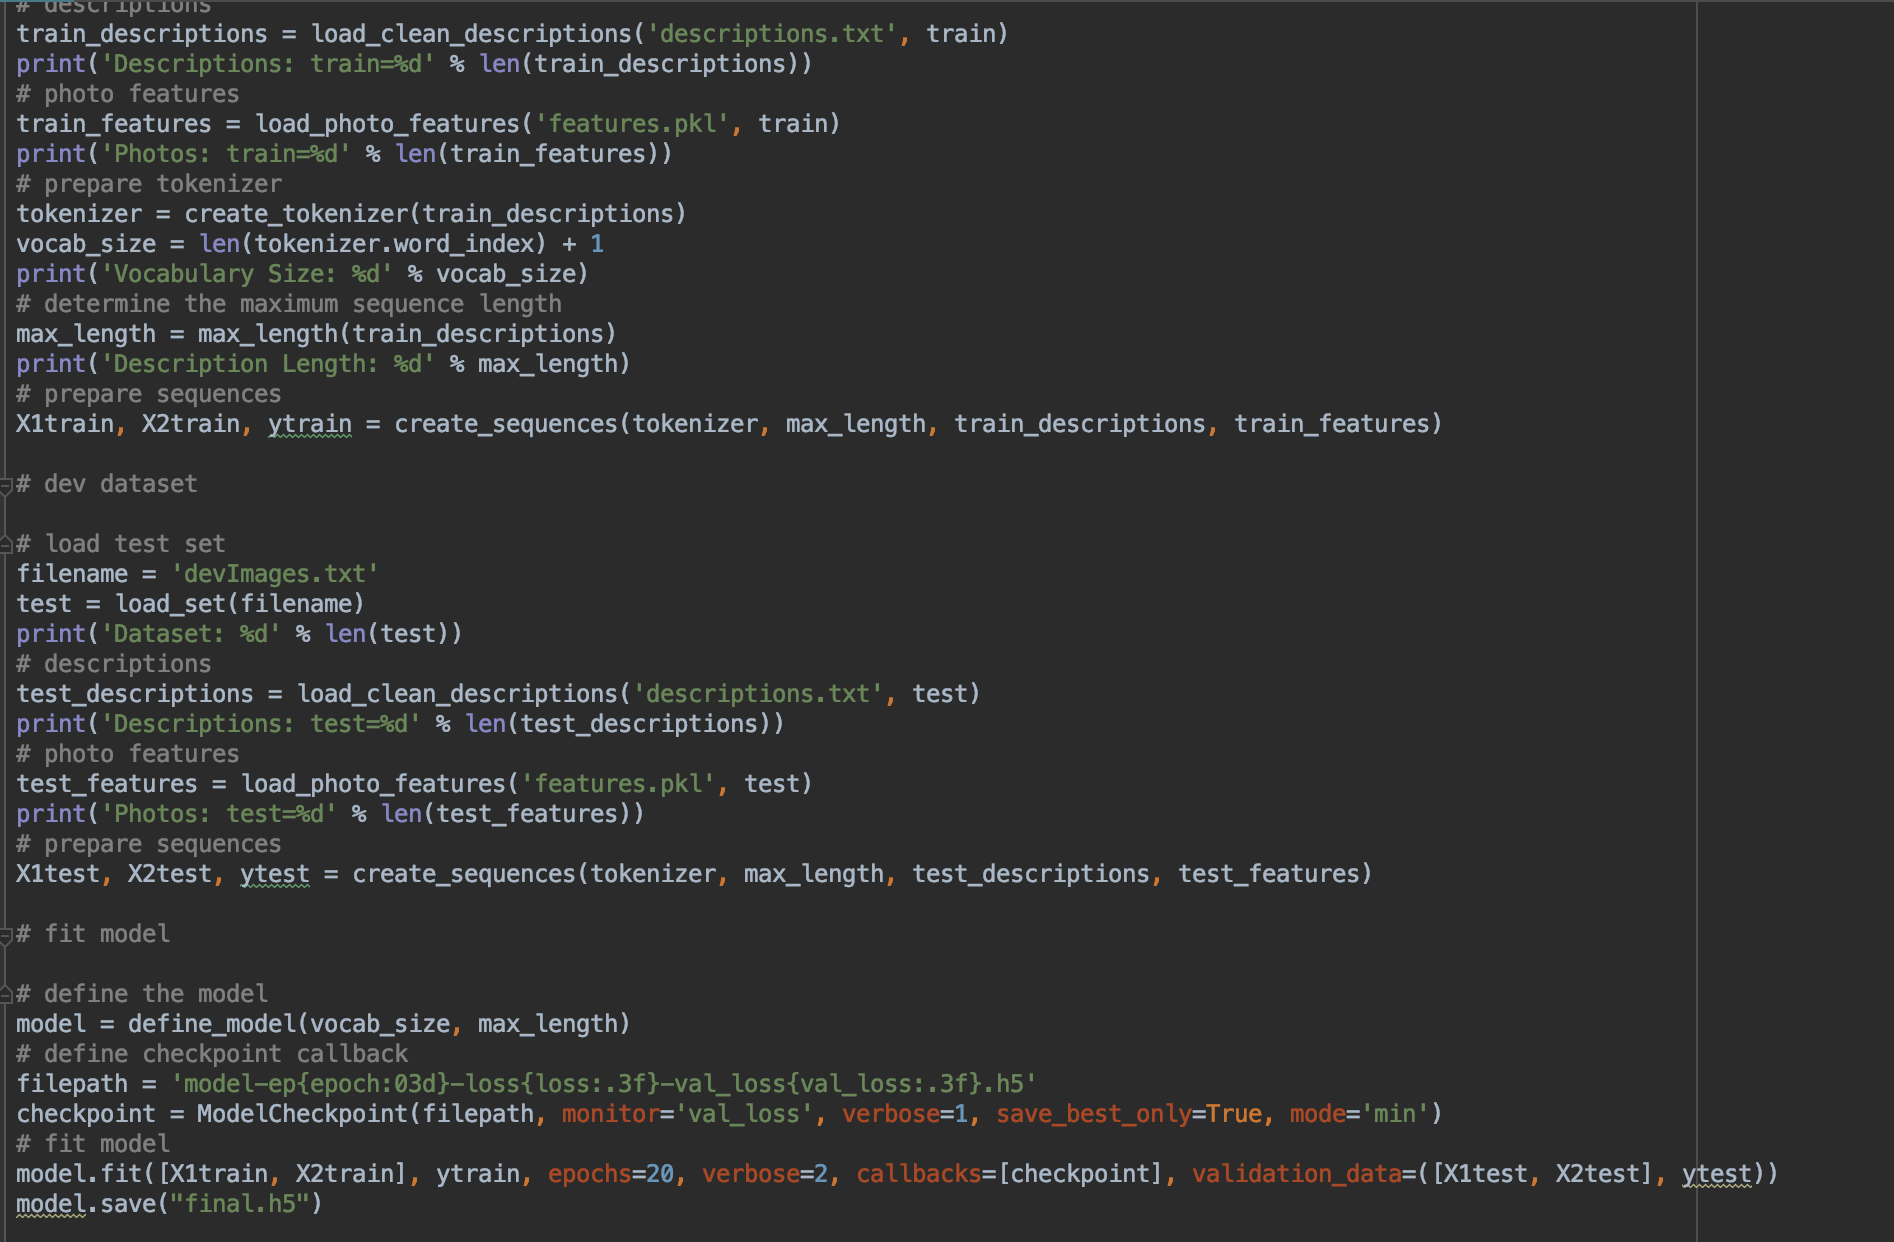 # descriptions
train_descriptions = load_clean_descriptions('descriptions.txt', train)
print('Descriptions: train=%d' % len(train_descriptions))
# photo features
train_features = load_photo_features('features.pkl', train)
print('Photos: train=%d' % len(train_features))
# prepare tokenizer
tokenizer = create_tokenizer(train_descriptions)
vocab_size = len(tokenizer.word_index) + 1
print('Vocabulary Size: %d' % vocab_size)
# determine the maximum sequence length
max_length = max_length(train_descriptions)
print('Description Length: %d' % max_length)
# prepare sequences
X1train, X2train, ytrain = create_sequences(tokenizer, max_length, train_descriptions, train_features)

# dev dataset

# load test set
filename = 'devImages.txt'
test = load_set(filename)
print('Dataset: %d' % len(test))
# descriptions
test_descriptions = load_clean_descriptions('descriptions.txt', test)
print('Descriptions: test=%d' % len(test_descriptions))
# photo features
test_features = load_photo_features('features.pkl', test)
print('Photos: test=%d' % len(test_features))
# prepare sequences
X1test, X2test, ytest = create_sequences(tokenizer, max_length, test_descriptions, test_features)

# fit model

# define the model
model = define_model(vocab_size, max_length)
# define checkpoint callback
filepath = 'model-ep{epoch:03d}-loss{loss:.3f}-val_loss{val_loss:.3f}.h5'
checkpoint = ModelCheckpoint(filepath, monitor='val_loss', verbose=1, save_best_only=True, mode='min')
# fit model
model.fit([X1train, X2train], ytrain, epochs=20, verbose=2, callbacks=[checkpoint], validation_data=([X1test, X2test], ytest))
model.save("final.h5")